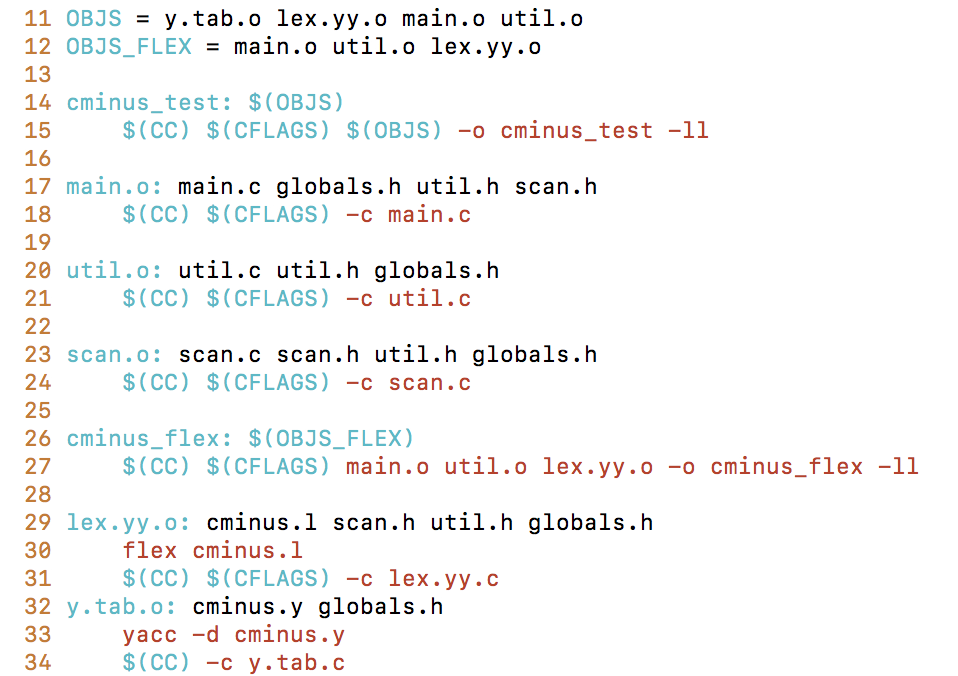 11 OBJS = y.tab.o lex.yy.o main.o util.o
12 OBJS_FLEX = main.o util.o lex.yy.o
13
14 cminus_test: $(OBJS)
15     $(CC) $(CFLAGS) $(OBJS) -o cminus_test -ll
16
17 main.o: main.c globals.h util.h scan.h
18     $(CC) $(CFLAGS) -c main.c
19
20 util.o: util.c util.h globals.h
21     $(CC) $(CFLAGS) -c util.c
22
23 scan.o: scan.c scan.h util.h globals.h
24     $(CC) $(CFLAGS) -c scan.c
25
26 cminus_flex: $(OBJS_FLEX)
27     $(CC) $(CFLAGS) main.o util.o lex.yy.o -o cminus_flex -ll
28
29 lex.yy.o: cminus.l scan.h util.h globals.h
30     flex cminus.l
31     $(CC) $(CFLAGS) -c lex.yy.c
32 y.tab.o: cminus.y globals.h
33     yacc -d cminus.y
34     $(CC) -c y.tab.c